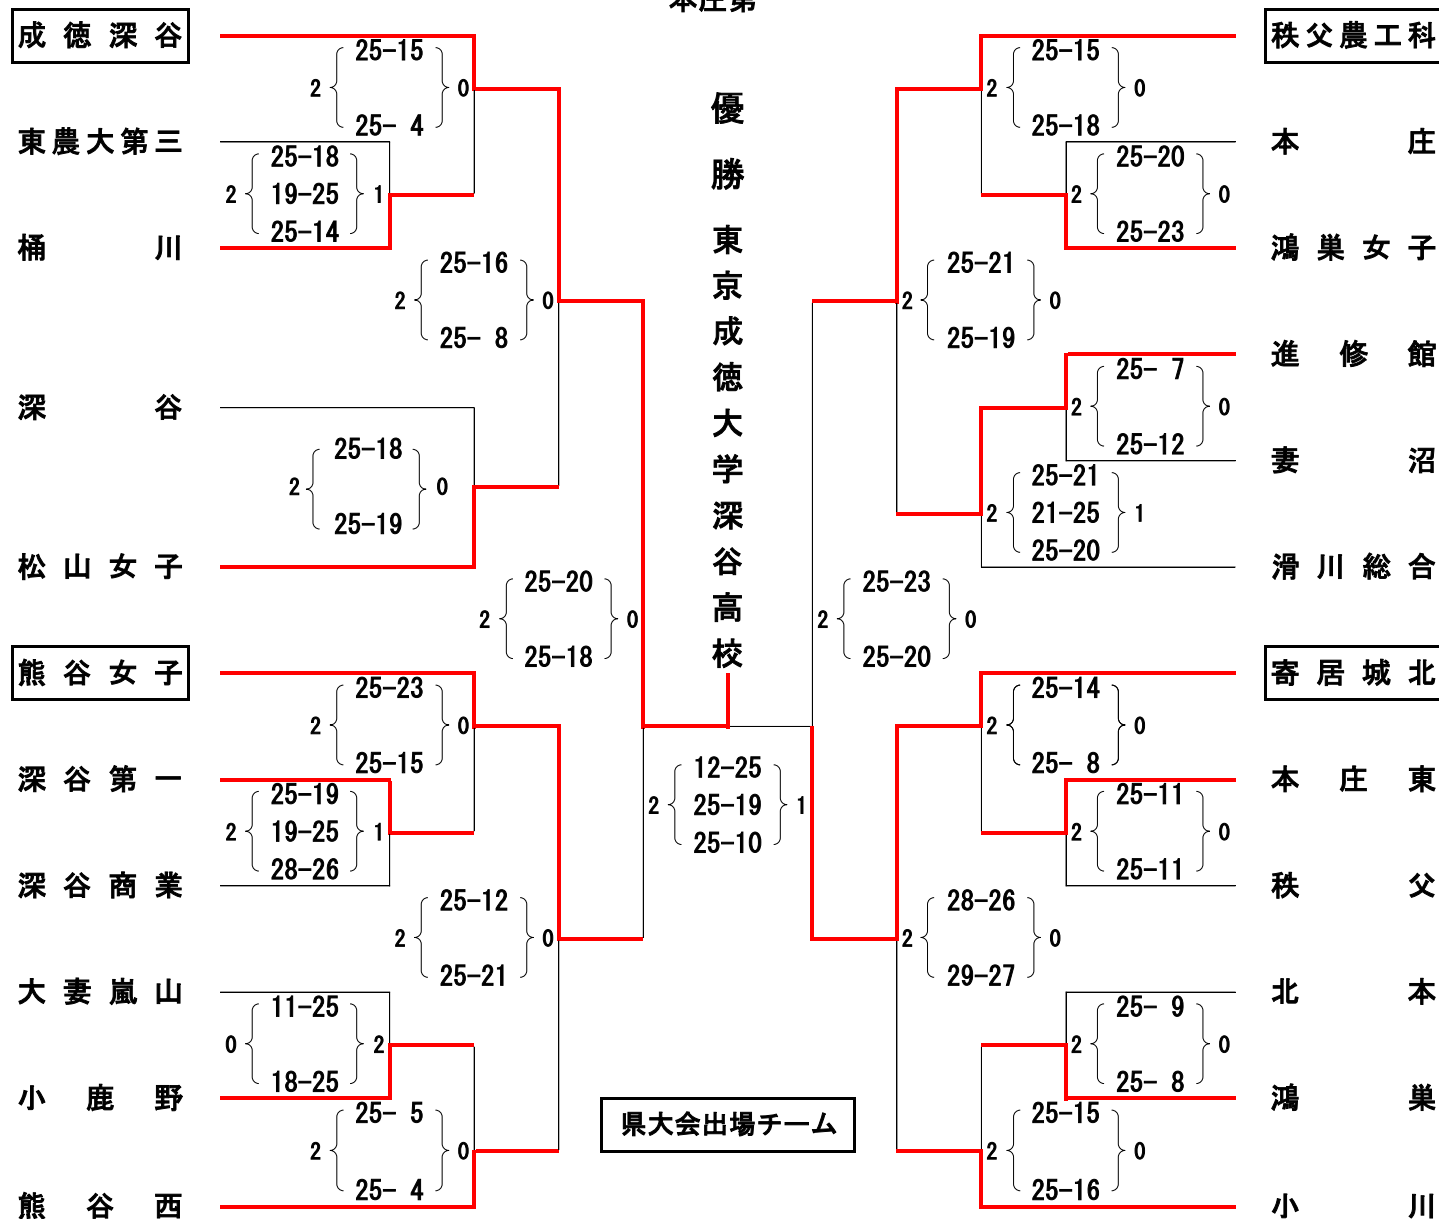 本庄第
優勝 東京成徳大学深谷高校
成徳深谷
2 25-15 0
25- 4
東農大第三
2 25-18 1
19-25
25-14
桶川
2 25-16 0
25- 8
深谷
2 25-18 0
25-19
松山女子
2 25-20 0
25-18
熊谷女子
2 25-23 0
25-15
深谷第一
2 25-19 1
19-25
28-26
深谷商業
2 25-12 0
25-21
大妻嵐山
0 11-25 2
18-25
小鹿野
2 25- 5 0
25- 4
熊谷西
2 12-25 1
25-19
25-10
県大会出場チーム
秩父農工科
2 25-15 0
25-18
本庄
2 25-20 0
25-23
鴻巣女子
2 25-21 0
25-19
進修館
2 25- 7 0
25-12
妻沼
2 25-21 1
21-25
25-20
滑川総合
2 25-23 0
25-20
寄居城北
2 25-14 0
25- 8
本庄東
2 25-11 0
25-11
秩父
2 28-26 0
29-27
北本
2 25- 9 0
25- 8
鴻巣
2 25-15 0
25-16
小川